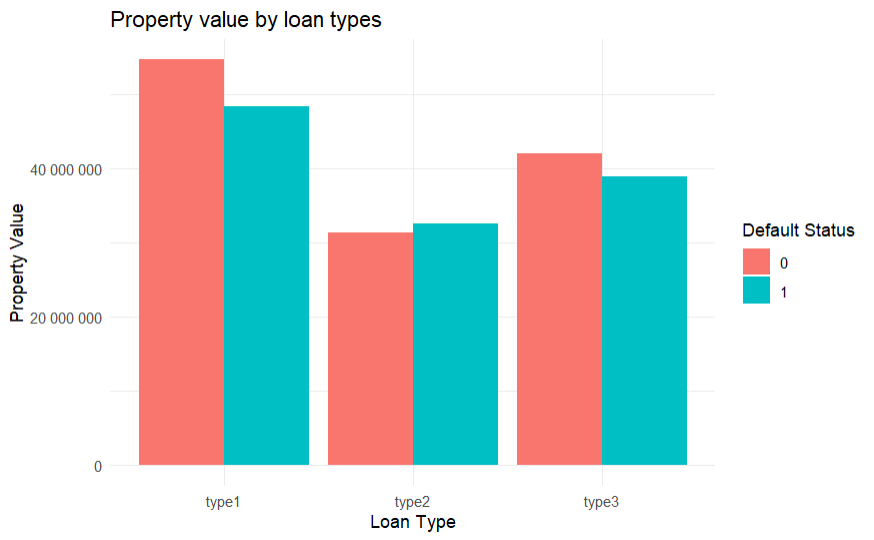 Property value by loan types
Property Value
40 000 000
20 000 000
0
type1
type2
type3
Loan Type
Default Status
0
1